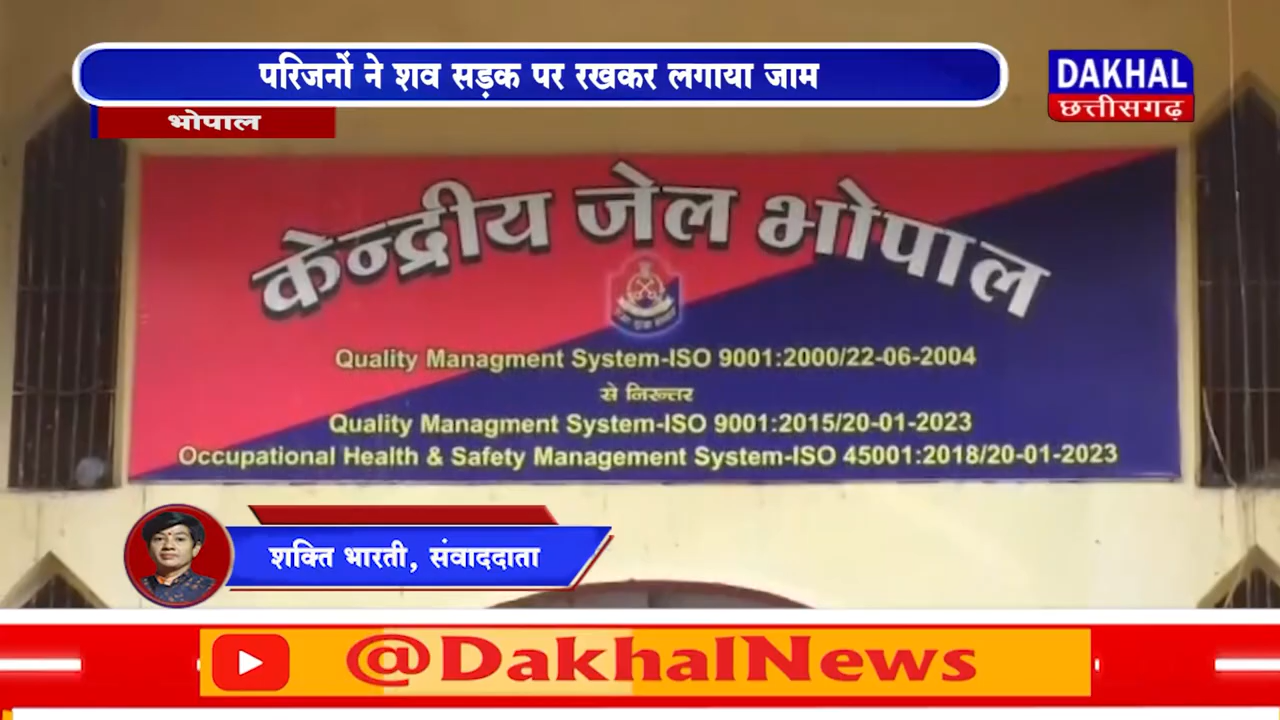 परिजनों ने शव सड़क पर रखकर लगाया जाम
DAKHAL
छत्तीसगढ़
भोपाल
केन्द्रीय जेल भोपाल
Quality Managment System-ISO 9001:2000/22-06-2004
से निरन्तर
Quality Managment System-ISO 9001:2015/20-01-2023
Occupational Health & Safety Management System-ISO 45001:2018/20-01-2023
शक्ति भारती, संवाददाता
@DakhalNews